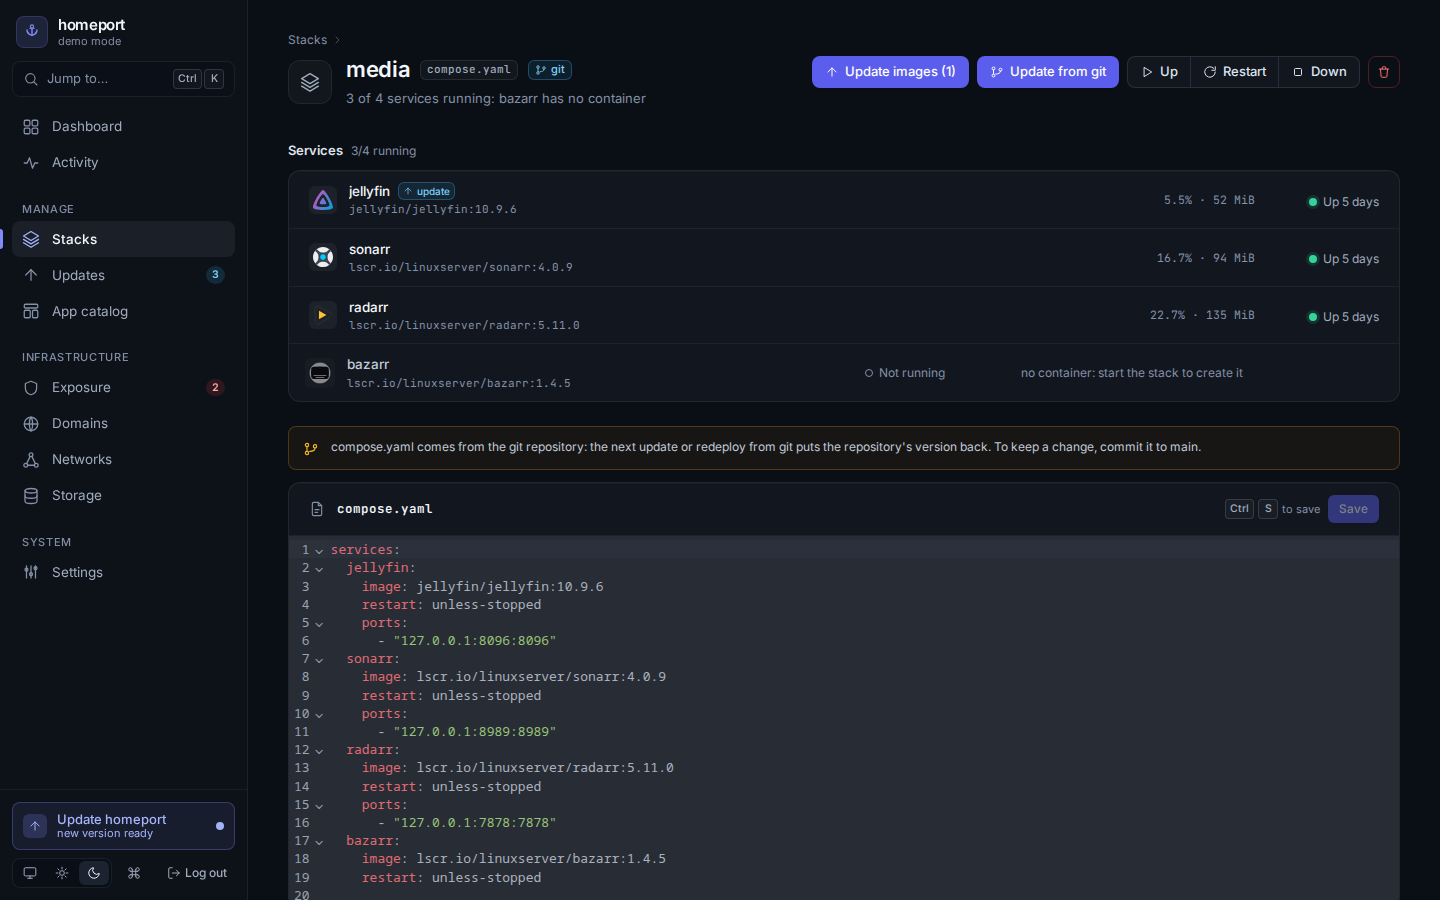 homeport
demo mode
Jump to... Ctrl K
Dashboard
Activity
MANAGE
Stacks
Updates 3
App catalog
INFRASTRUCTURE
Exposure 2
Domains
Networks
Storage
SYSTEM
Settings
Update homeport
new version ready
Log out
Stacks
media compose.yaml git
3 of 4 services running: bazarr has no container
Update images (1) Update from git Up Restart Down
Services 3/4 running
jellyfin update
jellyfin/jellyfin:10.9.6
5.5% · 52 MiB Up 5 days
sonarr
lscr.io/linuxserver/sonarr:4.0.9
16.7% · 94 MiB Up 5 days
radarr
lscr.io/linuxserver/radarr:5.11.0
22.7% · 135 MiB Up 5 days
bazarr
lscr.io/linuxserver/bazarr:1.4.5
Not running no container: start the stack to create it
compose.yaml comes from the git repository: the next update or redeploy from git puts the repository's version back. To keep a change, commit it to main.
compose.yaml Ctrl S to save Save
1 services:
2   jellyfin:
3     image: jellyfin/jellyfin:10.9.6
4     restart: unless-stopped
5     ports:
6       - "127.0.0.1:8096:8096"
7   sonarr:
8     image: lscr.io/linuxserver/sonarr:4.0.9
9     restart: unless-stopped
10     ports:
11       - "127.0.0.1:8989:8989"
12   radarr:
13     image: lscr.io/linuxserver/radarr:5.11.0
14     restart: unless-stopped
15     ports:
16       - "127.0.0.1:7878:7878"
17   bazarr:
18     image: lscr.io/linuxserver/bazarr:1.4.5
19     restart: unless-stopped
20